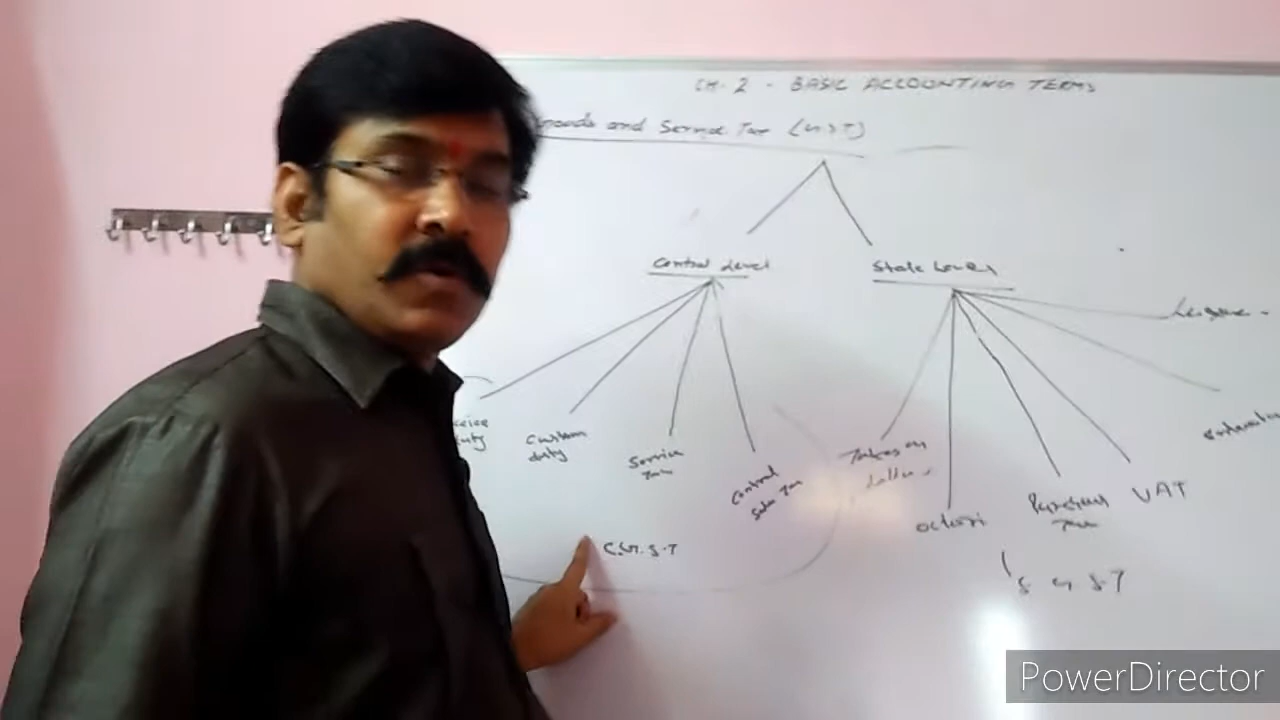 CH. 2 - BASIC ACCOUNTING TERMS
Goods and Service Tax (GST)
Central Level
State Level
Custom duty
Service Tax
Central Sales Tax
Taxes on
Octroi
Purchase Tax
VAT
C.G.S.T
S G S T
PowerDirector